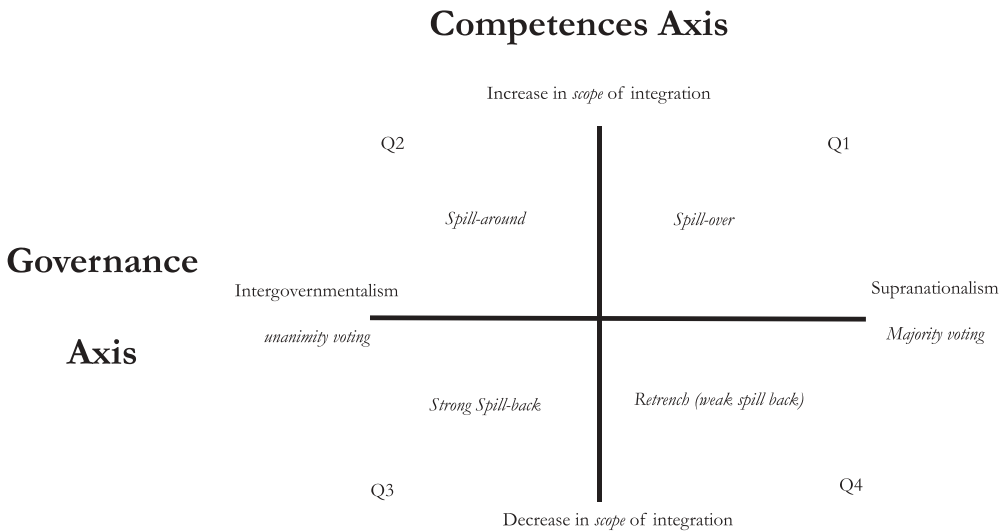 Competences Axis
Increase in scope of integration
Q2
Q1
Spill-around
Spill-over
Governance
Axis
Intergovernmentalism
Supranationalism
unanimity voting
Majority voting
Strong Spill-back
Retrench (weak spill back)
Q3
Q4
Decrease in scope of integration